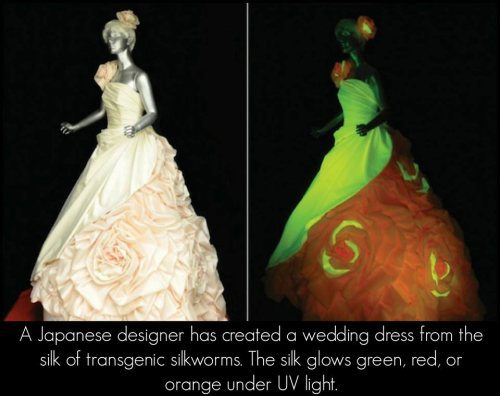 A Japanese designer has created a wedding dress from the
silk of transgenic silkworms. The silk glows green, red, or
orange under UV light.